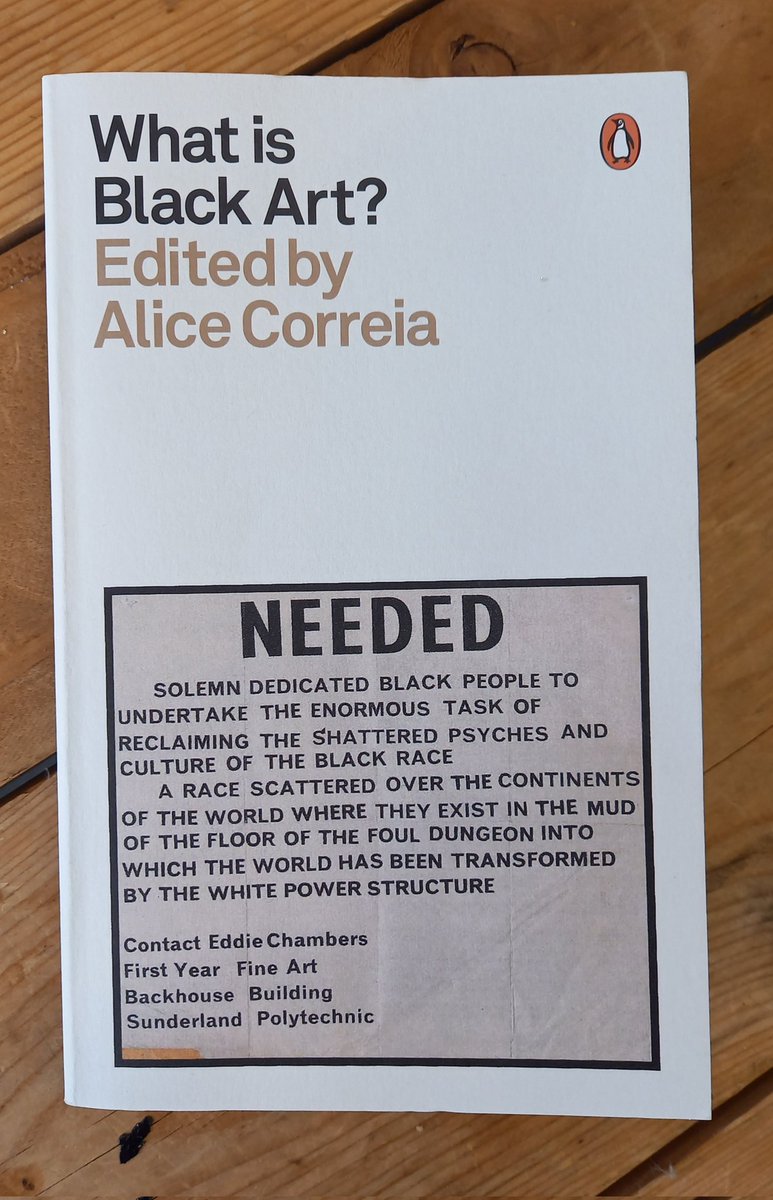 What is
Black Art?
Edited by
Alice Correia
NEEDED
SOLEMN DEDICATED BLACK PEOPLE TO
UNDERTAKE THE ENORMOUS TASK OF
RECLAIMING THE SHATTERED PSYCHES AND
CULTURE OF THE BLACK RACE
A RACE SCATTERED OVER THE CONTINENTS
OF THE WORLD WHERE THEY EXIST IN THE MUD
OF THE FLOOR OF THE FOUL DUNGEON INTO
WHICH THE WORLD HAS BEEN TRANSFORMED
BY THE WHITE POWER STRUCTURE
Contact Eddie Chambers
First Year Fine Art
Backhouse Building
Sunderland Polytechnic